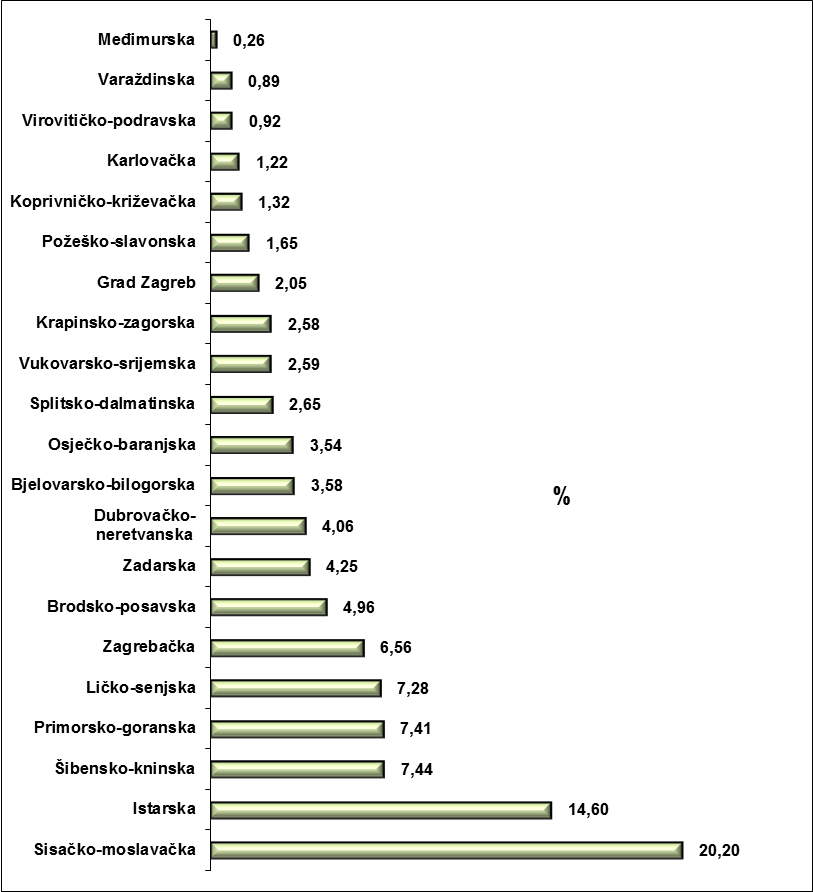 Međimurska 0,26
Varaždinska 0,89
Virovitičko-podravska 0,92
Karlovačka 1,22
Koprivničko-križevačka 1,32
Požeško-slavonska 1,65
Grad Zagreb 2,05
Krapinsko-zagorska 2,58
Vukovarsko-srijemska 2,59
Splitsko-dalmatinska 2,65
Osječko-baranjska 3,54
Bjelovarsko-bilogorska 3,58
%
Dubrovačko-
neretvanska 4,06
Zadarska 4,25
Brodsko-posavska 4,96
Zagrebačka 6,56
Ličko-senjska 7,28
Primorsko-goranska 7,41
Šibensko-kninska 7,44
Istarska 14,60
Sisačko-moslavačka 20,20